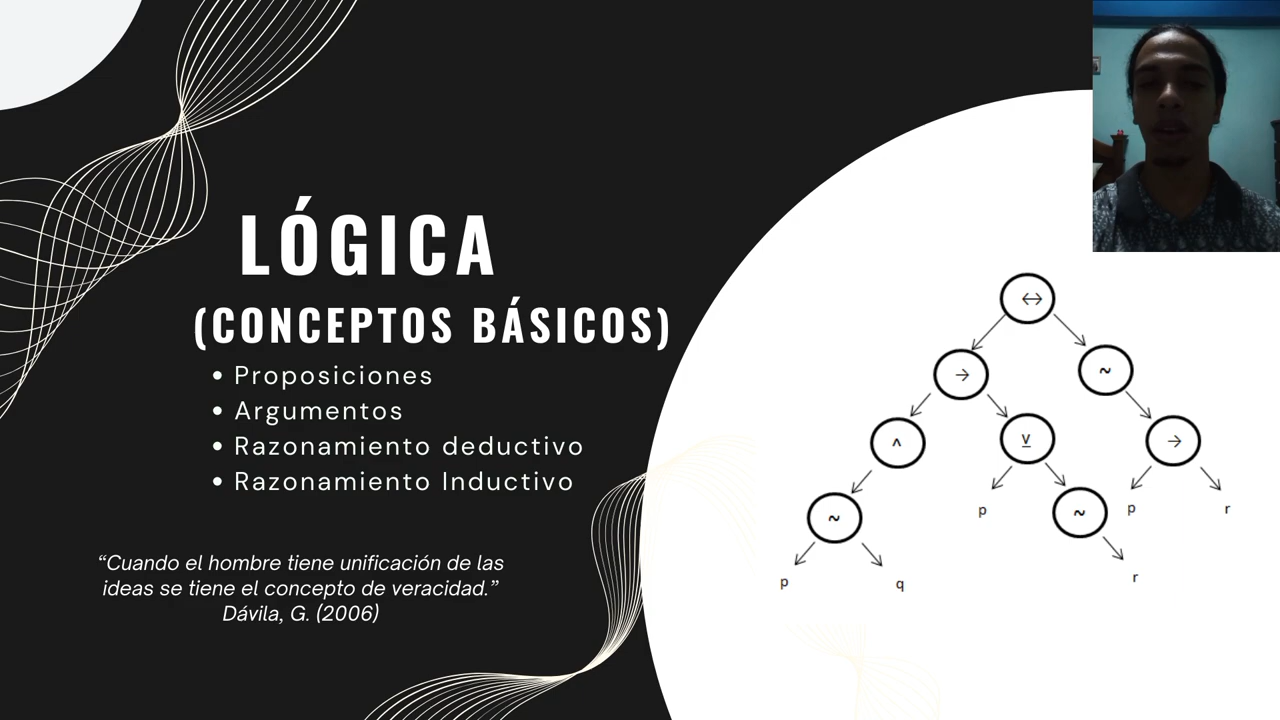 LÓGICA
(CONCEPTOS BÁSICOS)
• Proposiciones
• Argumentos
• Razonamiento deductivo
• Razonamiento Inductivo
“Cuando el hombre tiene unificación de las
ideas se tiene el concepto de veracidad.”
Dávila, G. (2006)
↔
→ ~
^ ⊻ →
~ p ~ p r
p q r